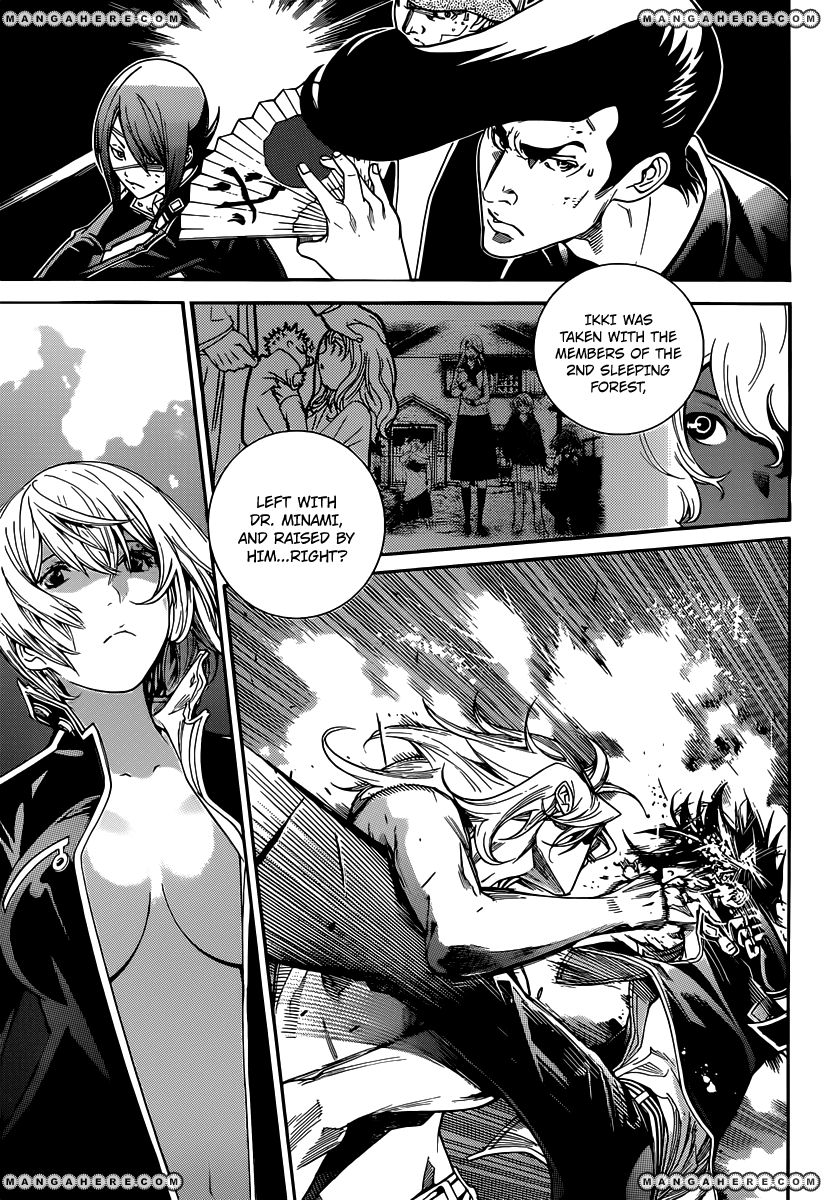 MANGAHERE.COM
MANGAHERE.COM
IKKI WAS
TAKEN WITH THE
MEMBERS OF THE
2ND SLEEPING
FOREST,
LEFT WITH
DR. MINAMI,
AND RAISED BY
HIM...RIGHT?
MANGAHERE.COM
MANGAHERE.COM